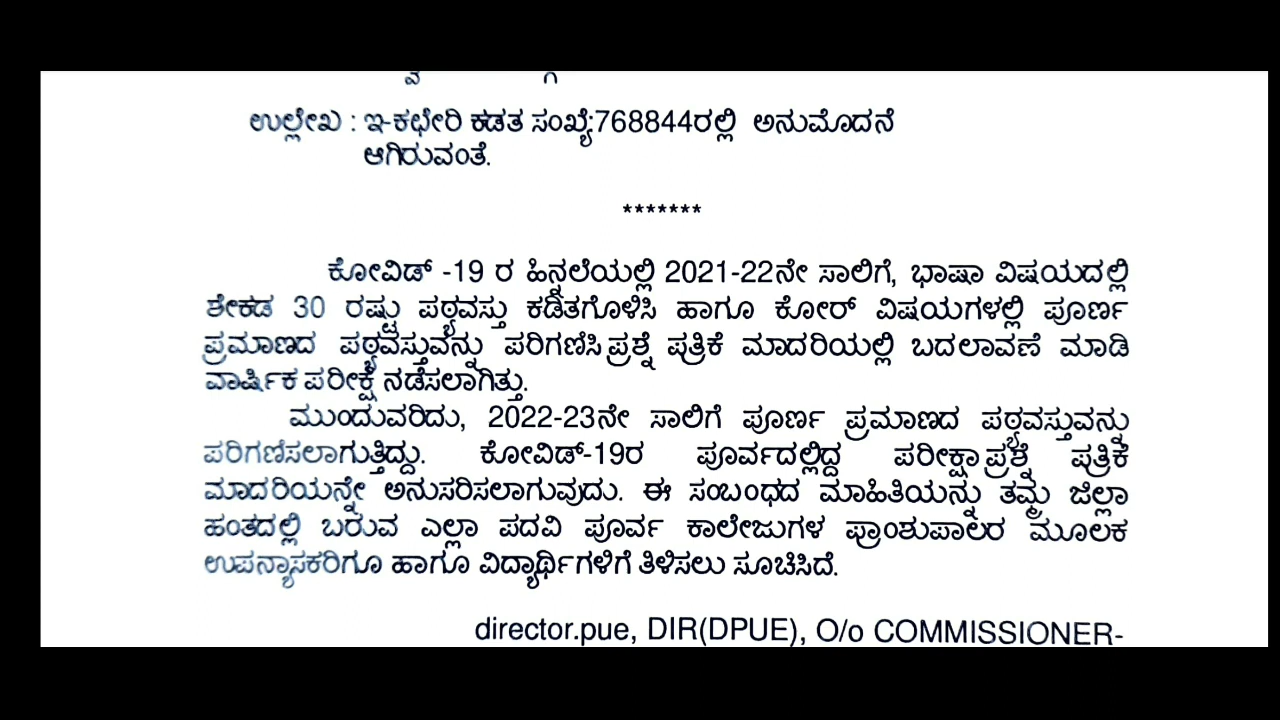 ಉಲ್ಲೇಖ : ಇ-ಕಛೇರಿ ಕಡತ ಸಂಖ್ಯೆ:768844ರಲ್ಲಿ ಅನುಮೊದನೆ
ಆಗಿರುವಂತೆ.
*******
ಕೋವಿಡ್ -19 ರ ಹಿನ್ನಲೆಯಲ್ಲಿ 2021-22ನೇ ಸಾಲಿಗೆ, ಭಾಷಾ ವಿಷಯದಲ್ಲಿ
ಶೇಕಡ 30 ರಷ್ಟು ಪಠ್ಯವಸ್ತು ಕಡಿತಗೊಳಿಸಿ ಹಾಗೂ ಕೋರ್ ವಿಷಯಗಳಲ್ಲಿ ಪೂರ್ಣ
ಪ್ರಮಾಣದ ಪಠ್ಯವಸ್ತುವನ್ನು ಪರಿಗಣಿಸಿ ಪ್ರಶ್ನೆ ಪತ್ರಿಕೆ ಮಾದರಿಯಲ್ಲಿ ಬದಲಾವಣೆ ಮಾಡಿ
ವಾರ್ಷಿಕ ಪರೀಕ್ಷೆ ನಡೆಸಲಾಗಿತ್ತು.
ಮುಂದುವರಿದು, 2022-23ನೇ ಸಾಲಿಗೆ ಪೂರ್ಣ ಪ್ರಮಾಣದ ಪಠ್ಯವಸ್ತುವನ್ನು
ಪರಿಗಣಿಸಲಾಗುತ್ತಿದ್ದು. ಕೋವಿಡ್-19ರ ಪೂರ್ವದಲ್ಲಿದ್ದ ಪರೀಕ್ಷಾ ಪ್ರಶ್ನೆ ಪತ್ರಿಕೆ
ಮಾದರಿಯನ್ನೇ ಅನುಸರಿಸಲಾಗುವುದು. ಈ ಸಂಬಂಧದ ಮಾಹಿತಿಯನ್ನು ತಮ್ಮ ಜಿಲ್ಲಾ
ಹಂತದಲ್ಲಿ ಬರುವ ಎಲ್ಲಾ ಪದವಿ ಪೂರ್ವ ಕಾಲೇಜುಗಳ ಪ್ರಾಂಶುಪಾಲರ ಮೂಲಕ
ಉಪನ್ಯಾಸಕರಿಗೂ ಹಾಗೂ ವಿದ್ಯಾರ್ಥಿಗಳಿಗೆ ತಿಳಿಸಲು ಸೂಚಿಸಿದೆ.
director.pue, DIR(DPUE), O/o COMMISSIONER-